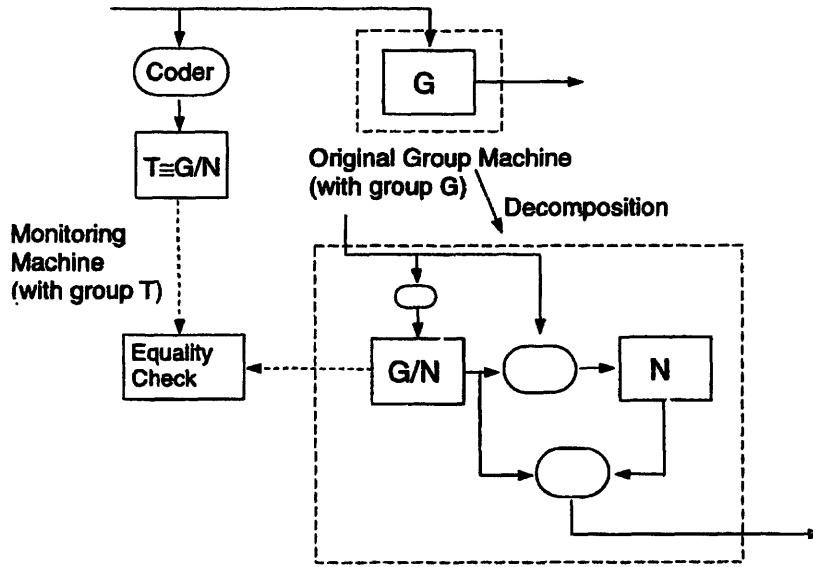 Coder
G
T≡G/N
Original Group Machine
(with group G)
Decomposition
Monitoring
Machine
(with group T)
Equality
Check
G/N
N